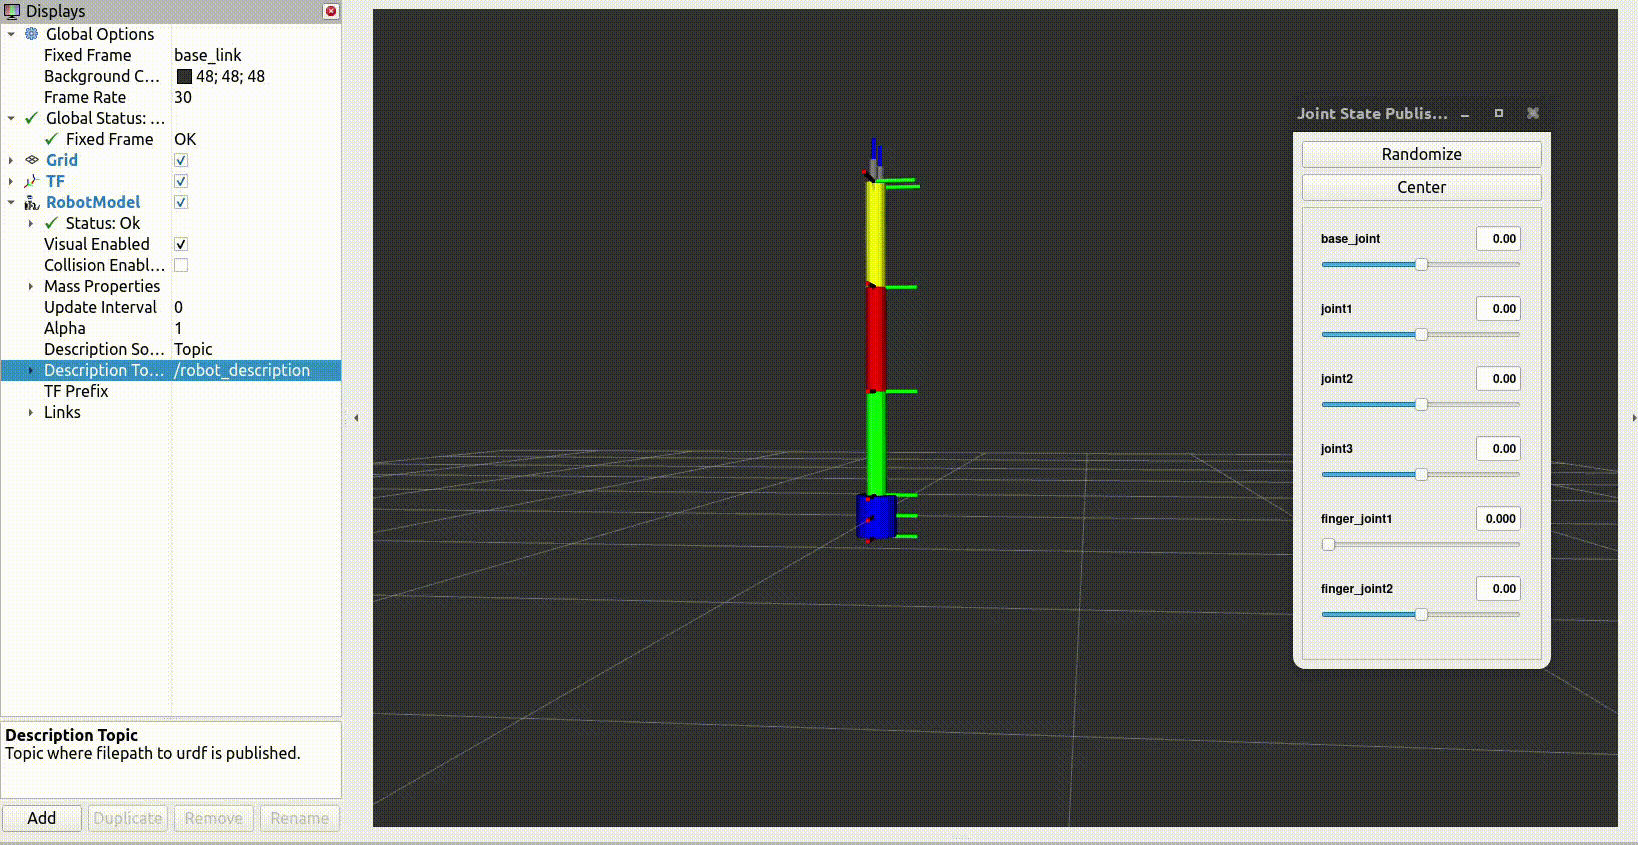 Displays
Global Options
Fixed Frame base_link
Background C... 48; 48; 48
Frame Rate 30
Global Status: ...
Fixed Frame OK
Grid
TF
RobotModel
Status: Ok
Visual Enabled
Collision Enabl...
Mass Properties
Update Interval 0
Alpha 1
Description So... Topic
Description To... /robot_description
TF Prefix
Links
Description Topic
Topic where filepath to urdf is published.
Add Duplicate Remove Rename
Joint State Publis...
Randomize
Center
base_joint 0.00
joint1 0.00
joint2 0.00
joint3 0.00
finger_joint1 0.000
finger_joint2 0.00